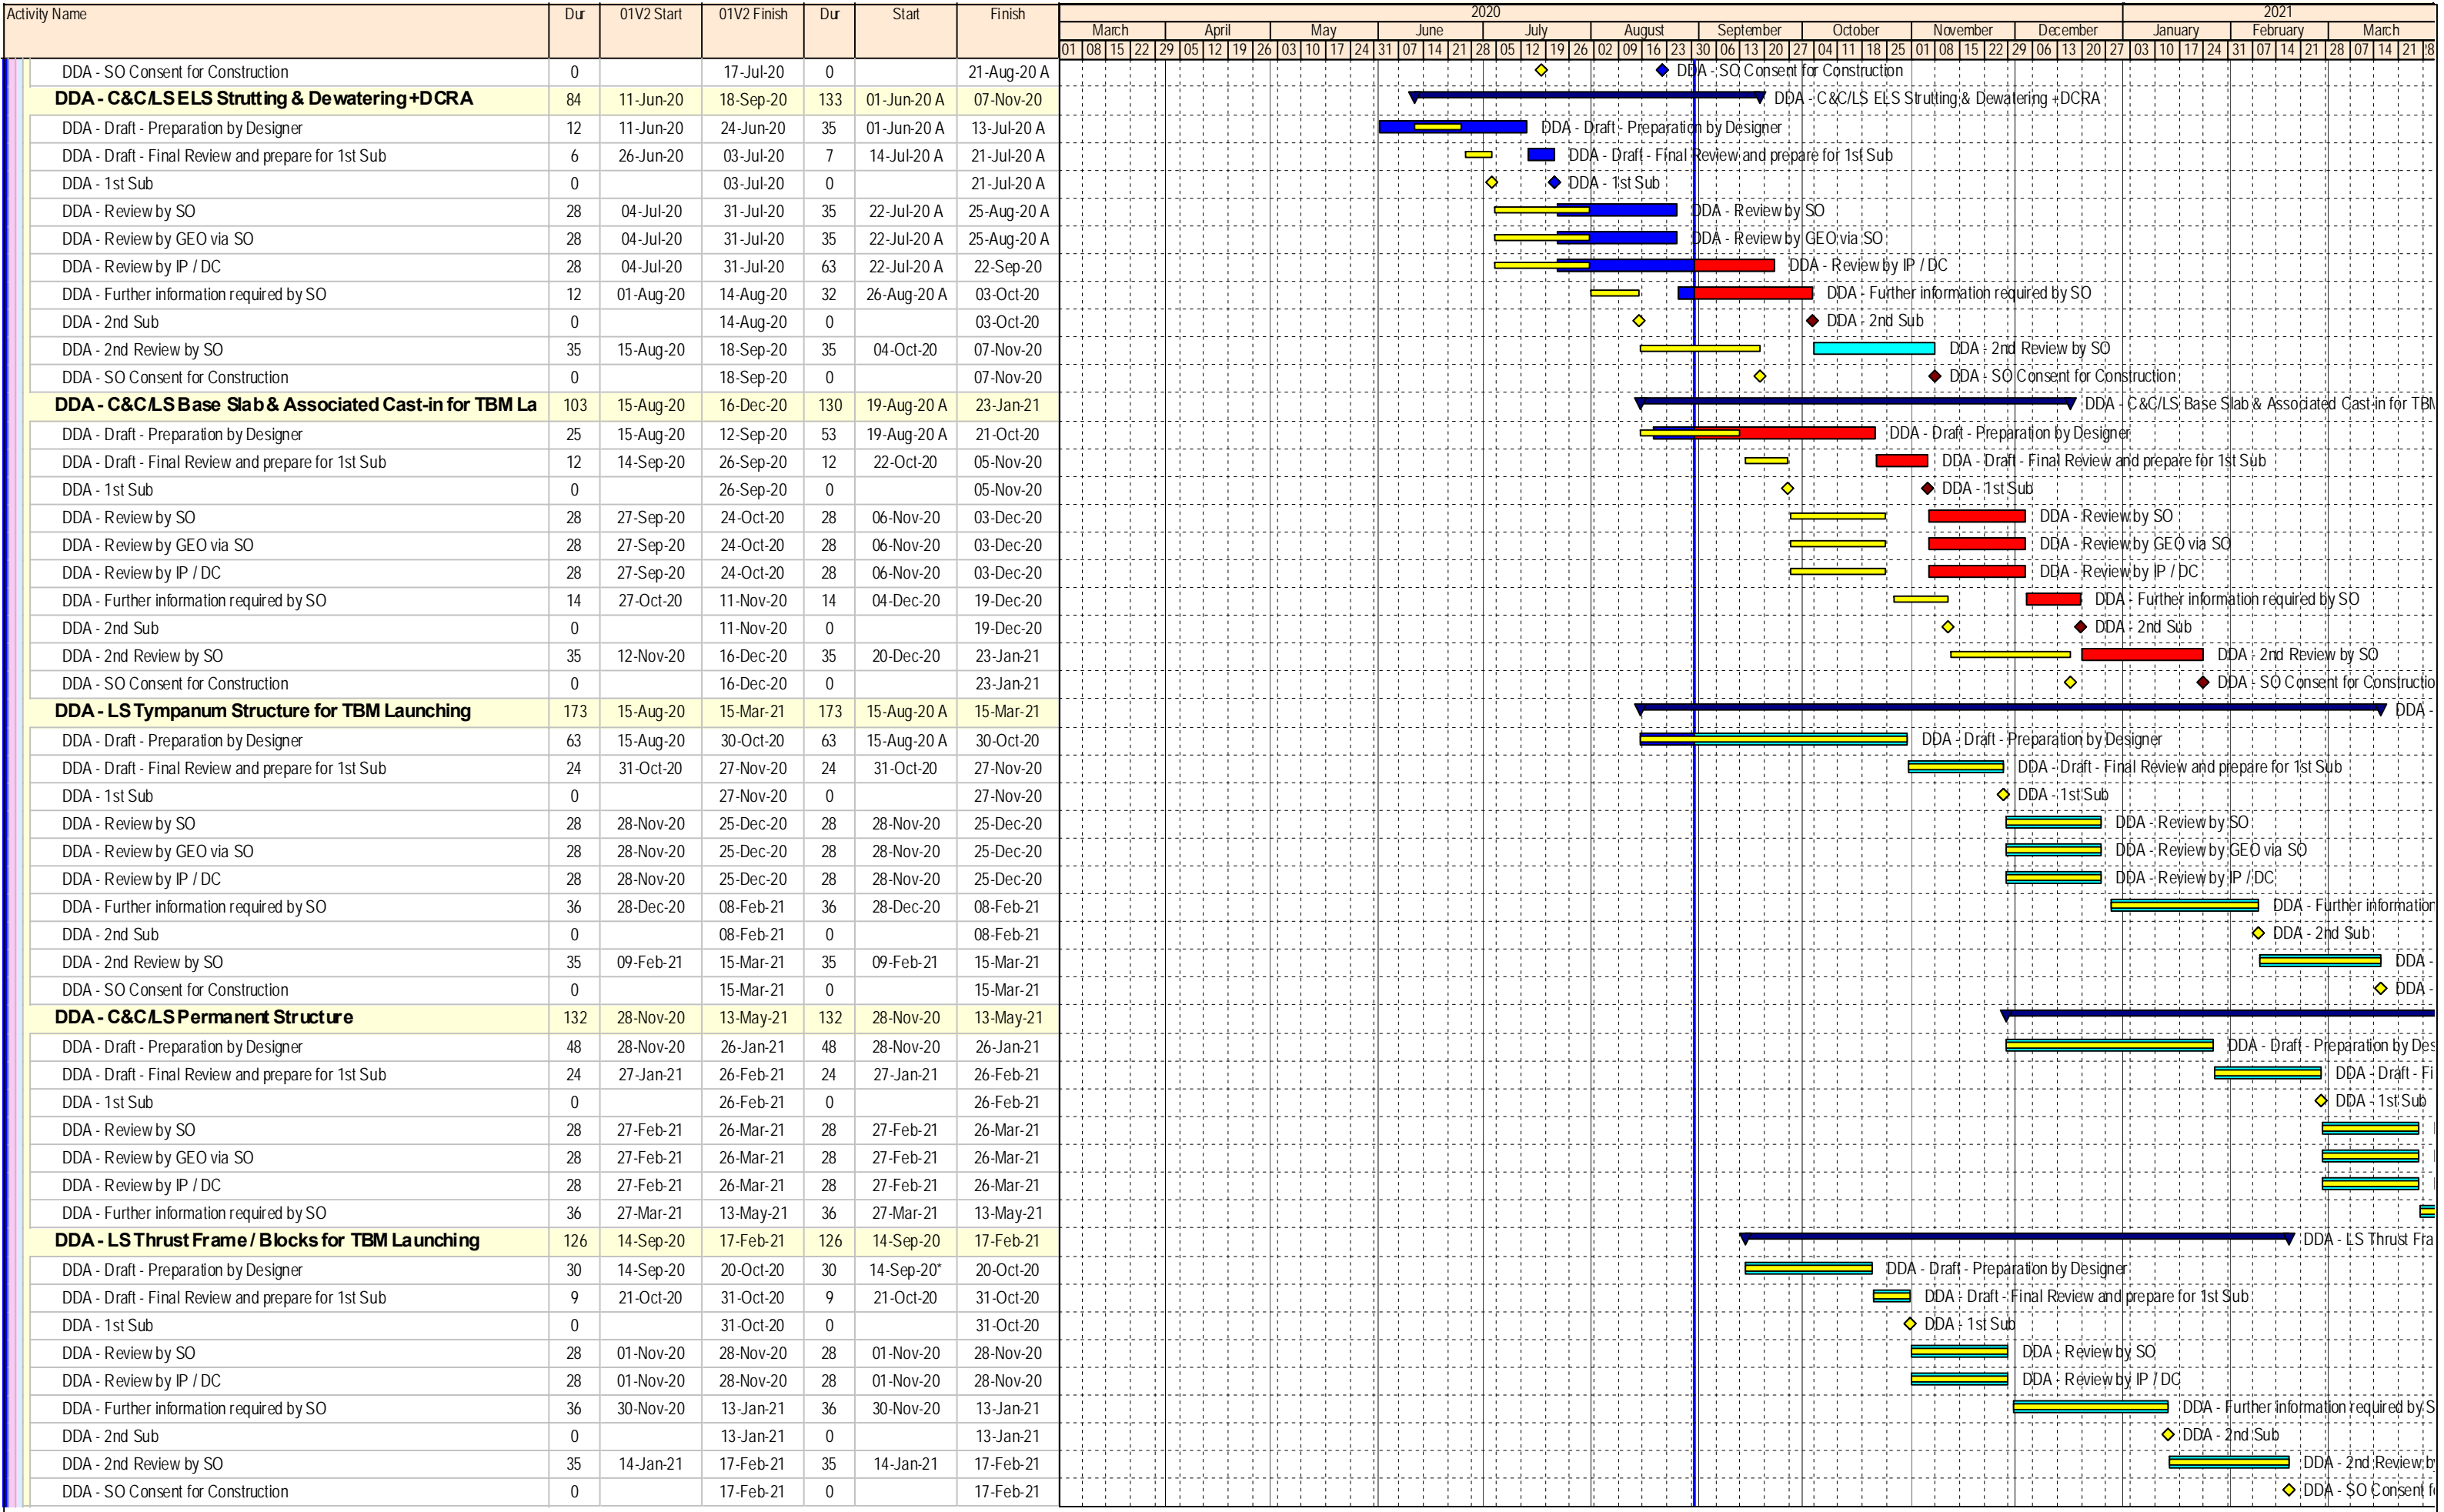 Activity Name Dur 01V2 Start 01V2 Finish Dur Start Finish 2020 2021
March April May June July August September October November December January February March
01 08 15 22 29 05 12 19 26 03 10 17 24 31 07 14 21 28 05 12 19 26 02 09 16 23 30 06 13 20 27 04 11 18 25 01 08 15 22 29 06 13 20 27 03 10 17 24 31 07 14 21 28 07 14 21
DDA - SO Consent for Construction 0 17-Jul-20 0 21-Aug-20 A DDA - SO Consent for Construction
DDA - C&C/LS ELS Strutting & Dewatering +DCRA 84 11-Jun-20 18-Sep-20 133 01-Jun-20 A 07-Nov-20 DDA - C&C/LS ELS Strutting & Dewatering +DCRA
DDA - Draft - Preparation by Designer 12 11-Jun-20 24-Jun-20 35 01-Jun-20 A 13-Jul-20 A DDA - Draft - Preparation by Designer
DDA - Draft - Final Review and prepare for 1st Sub 6 26-Jun-20 03-Jul-20 7 14-Jul-20 A 21-Jul-20 A DDA - Draft - Final Review and prepare for 1st Sub
DDA - 1st Sub 0 03-Jul-20 0 21-Jul-20 A DDA - 1st Sub
DDA - Review by SO 28 04-Jul-20 31-Jul-20 35 22-Jul-20 A 25-Aug-20 A DDA - Review by SO
DDA - Review by GEO via SO 28 04-Jul-20 31-Jul-20 35 22-Jul-20 A 25-Aug-20 A DDA - Review by GEO via SO
DDA - Review by IP / DC 28 04-Jul-20 31-Jul-20 63 22-Jul-20 A 22-Sep-20 DDA - Review by IP / DC
DDA - Further information required by SO 12 01-Aug-20 14-Aug-20 32 26-Aug-20 A 03-Oct-20 DDA - Further information required by SO
DDA - 2nd Sub 0 14-Aug-20 0 03-Oct-20 DDA - 2nd Sub
DDA - 2nd Review by SO 35 15-Aug-20 18-Sep-20 35 04-Oct-20 07-Nov-20 DDA - 2nd Review by SO
DDA - SO Consent for Construction 0 18-Sep-20 0 07-Nov-20 DDA - SO Consent for Construction
DDA - C&C/LS Base Slab & Associated Cast-in for TBM La 103 15-Aug-20 16-Dec-20 130 19-Aug-20 A 23-Jan-21 DDA - C&C/LS Base Slab & Associated Cast-in for TBM
DDA - Draft - Preparation by Designer 25 15-Aug-20 12-Sep-20 53 19-Aug-20 A 21-Oct-20 DDA - Draft - Preparation by Designer
DDA - Draft - Final Review and prepare for 1st Sub 12 14-Sep-20 26-Sep-20 12 22-Oct-20 05-Nov-20 DDA - Draft - Final Review and prepare for 1st Sub
DDA - 1st Sub 0 26-Sep-20 0 05-Nov-20 DDA - 1st Sub
DDA - Review by SO 28 27-Sep-20 24-Oct-20 28 06-Nov-20 03-Dec-20 DDA - Review by SO
DDA - Review by GEO via SO 28 27-Sep-20 24-Oct-20 28 06-Nov-20 03-Dec-20 DDA - Review by GEO via SO
DDA - Review by IP / DC 28 27-Sep-20 24-Oct-20 28 06-Nov-20 03-Dec-20 DDA - Review by IP / DC
DDA - Further information required by SO 14 27-Oct-20 11-Nov-20 14 04-Dec-20 19-Dec-20 DDA - Further information required by SO
DDA - 2nd Sub 0 11-Nov-20 0 19-Dec-20 DDA - 2nd Sub
DDA - 2nd Review by SO 35 12-Nov-20 16-Dec-20 35 20-Dec-20 23-Jan-21 DDA - 2nd Review by SO
DDA - SO Consent for Construction 0 16-Dec-20 0 23-Jan-21 DDA - SO Consent for Constructio
DDA - LS Tympanum Structure for TBM Launching 173 15-Aug-20 15-Mar-21 173 15-Aug-20 A 15-Mar-21 DDA -
DDA - Draft - Preparation by Designer 63 15-Aug-20 30-Oct-20 63 15-Aug-20 A 30-Oct-20 DDA - Draft - Preparation by Designer
DDA - Draft - Final Review and prepare for 1st Sub 24 31-Oct-20 27-Nov-20 24 31-Oct-20 27-Nov-20 DDA - Draft - Final Review and prepare for 1st Sub
DDA - 1st Sub 0 27-Nov-20 0 27-Nov-20 DDA - 1st Sub
DDA - Review by SO 28 28-Nov-20 25-Dec-20 28 28-Nov-20 25-Dec-20 DDA - Review by SO
DDA - Review by GEO via SO 28 28-Nov-20 25-Dec-20 28 28-Nov-20 25-Dec-20 DDA - Review by GEO via SO
DDA - Review by IP / DC 28 28-Nov-20 25-Dec-20 28 28-Nov-20 25-Dec-20 DDA - Review by IP / DC
DDA - Further information required by SO 36 28-Dec-20 08-Feb-21 36 28-Dec-20 08-Feb-21 DDA - Further information
DDA - 2nd Sub 0 08-Feb-21 0 08-Feb-21 DDA - 2nd Sub
DDA - 2nd Review by SO 35 09-Feb-21 15-Mar-21 35 09-Feb-21 15-Mar-21 DDA -
DDA - SO Consent for Construction 0 15-Mar-21 0 15-Mar-21 DDA -
DDA - C&C/LS Permanent Structure 132 28-Nov-20 13-May-21 132 28-Nov-20 13-May-21
DDA - Draft - Preparation by Designer 48 28-Nov-20 26-Jan-21 48 28-Nov-20 26-Jan-21 DDA - Draft - Preparation by Des
DDA - Draft - Final Review and prepare for 1st Sub 24 27-Jan-21 26-Feb-21 24 27-Jan-21 26-Feb-21 DDA - Draft - Fi
DDA - 1st Sub 0 26-Feb-21 0 26-Feb-21 DDA - 1st Sub
DDA - Review by SO 28 27-Feb-21 26-Mar-21 28 27-Feb-21 26-Mar-21
DDA - Review by GEO via SO 28 27-Feb-21 26-Mar-21 28 27-Feb-21 26-Mar-21
DDA - Review by IP / DC 28 27-Feb-21 26-Mar-21 28 27-Feb-21 26-Mar-21
DDA - Further information required by SO 36 27-Mar-21 13-May-21 36 27-Mar-21 13-May-21
DDA - LS Thrust Frame / Blocks for TBM Launching 126 14-Sep-20 17-Feb-21 126 14-Sep-20 17-Feb-21 DDA - LS Thrust Fra
DDA - Draft - Preparation by Designer 30 14-Sep-20 20-Oct-20 30 14-Sep-20* 20-Oct-20 DDA - Draft - Preparation by Designer
DDA - Draft - Final Review and prepare for 1st Sub 9 21-Oct-20 31-Oct-20 9 21-Oct-20 31-Oct-20 DDA - Draft - Final Review and prepare for 1st Sub
DDA - 1st Sub 0 31-Oct-20 0 31-Oct-20 DDA - 1st Sub
DDA - Review by SO 28 01-Nov-20 28-Nov-20 28 01-Nov-20 28-Nov-20 DDA - Review by SO
DDA - Review by IP / DC 28 01-Nov-20 28-Nov-20 28 01-Nov-20 28-Nov-20 DDA - Review by IP / DC
DDA - Further information required by SO 36 30-Nov-20 13-Jan-21 36 30-Nov-20 13-Jan-21 DDA - Further information required by S
DDA - 2nd Sub 0 13-Jan-21 0 13-Jan-21 DDA - 2nd Sub
DDA - 2nd Review by SO 35 14-Jan-21 17-Feb-21 35 14-Jan-21 17-Feb-21 DDA - 2nd Review b
DDA - SO Consent for Construction 0 17-Feb-21 0 17-Feb-21 DDA - SO Consent f